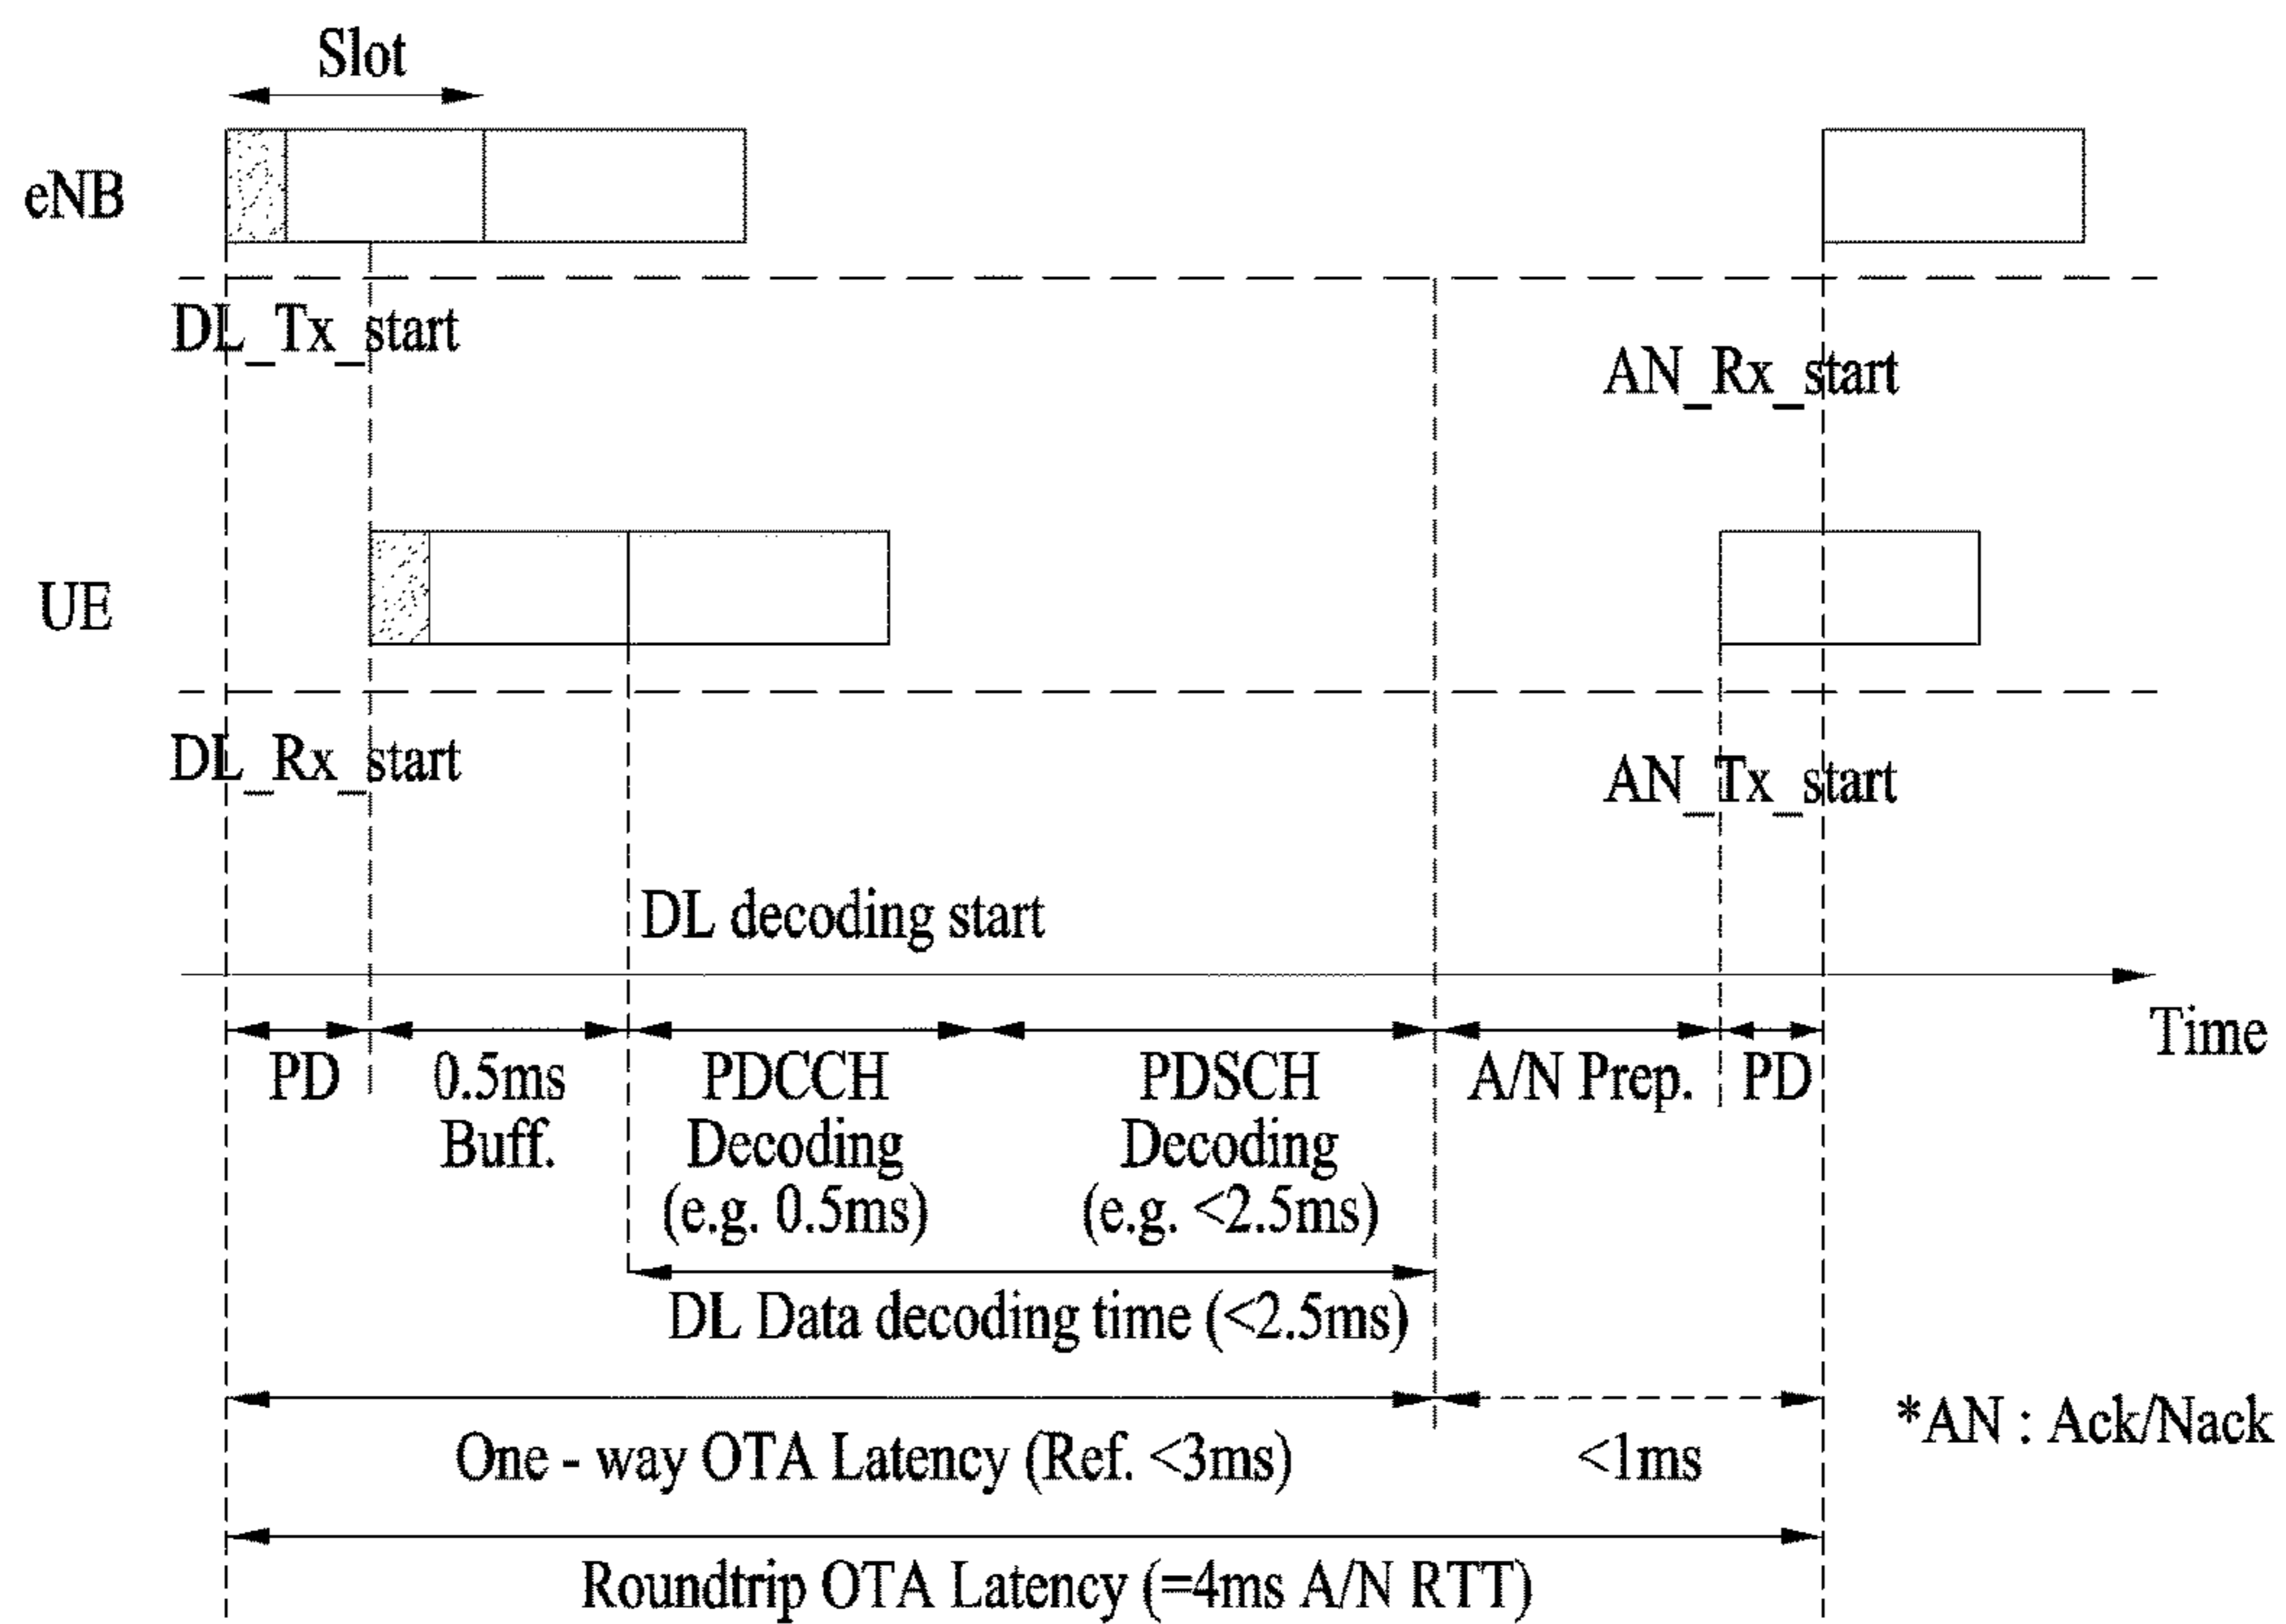 Slot
eNB
DL_Tx_start
AN_Rx_start
UE
DL_Rx_start
AN_Tx_start
DL decoding start
Time
PD
0.5ms
Buff.
PDCCH
Decoding
(e.g. 0.5ms)
PDSCH
Decoding
(e.g. <2.5ms)
A/N Prep.
PD
DL Data decoding time (<2.5ms)
One - way OTA Latency (Ref. <3ms)
<1ms
*AN : Ack/Nack
Roundtrip OTA Latency (=4ms A/N RTT)